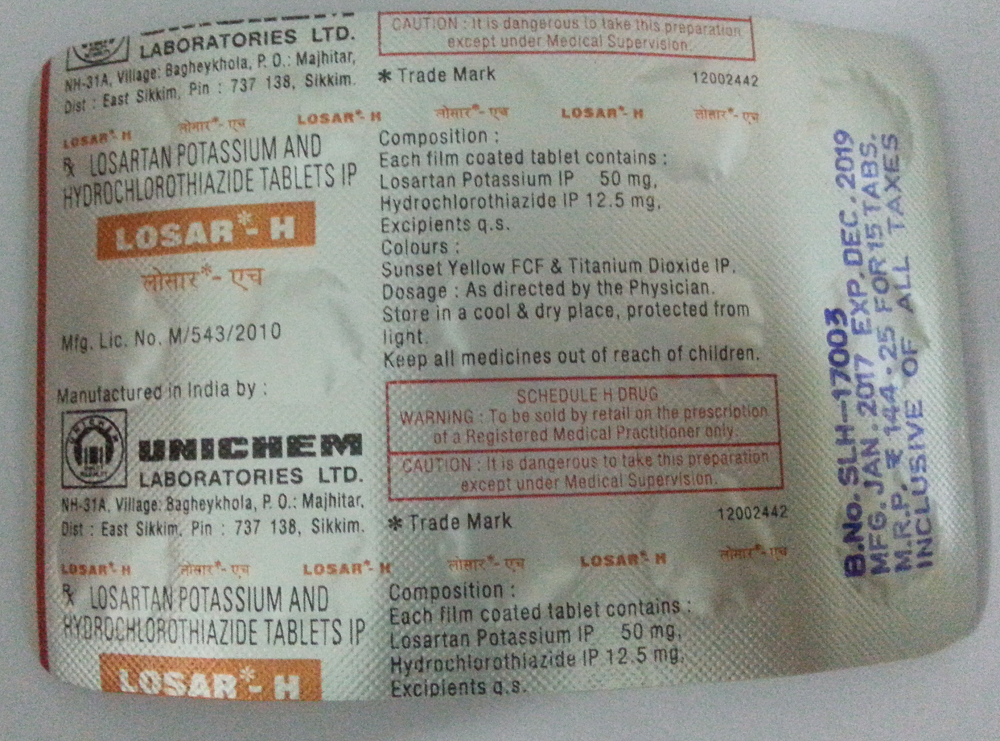 LABORATORIES LTD.
NH-31A, Village: Bagheykhola, P. O.: Majhitar,
Dist : East Sikkim, Pin : 737 138, Sikkim.
CAUTION : It is dangerous to take this preparation
except under Medical Supervision.
* Trade Mark 12002442
LOSAR*- H लोसार*- एच LOSAR*- H लोसार*- एच LOSAR*- H लोसार*- एच
℞ LOSARTAN POTASSIUM AND
HYDROCHLOROTHIAZIDE TABLETS IP
LOSAR*- H
लोसार*- एच
Mfg. Lic. No. M/543/2010
Manufactured in India by :
UNICHEM
LABORATORIES LTD.
NH-31A, Village: Bagheykhola, P. O.: Majhitar,
Dist : East Sikkim, Pin : 737 138, Sikkim.
Composition :
Each film coated tablet contains :
Losartan Potassium IP 50 mg,
Hydrochlorothiazide IP 12.5 mg,
Excipients q.s.
Colours :
Sunset Yellow FCF & Titanium Dioxide IP.
Dosage : As directed by the Physician.
Store in a cool & dry place, protected from
light.
Keep all medicines out of reach of children.
SCHEDULE H DRUG
WARNING : To be sold by retail on the prescription
of a Registered Medical Practitioner only.
CAUTION : It is dangerous to take this preparation
except under Medical Supervision.
* Trade Mark 12002442
LOSAR*- H लोसार*- एच LOSAR*- H लोसार*- एच LOSAR*- H लोसार*- एच
℞ LOSARTAN POTASSIUM AND
HYDROCHLOROTHIAZIDE TABLETS IP
LOSAR*- H
Composition :
Each film coated tablet contains :
Losartan Potassium IP 50 mg,
Hydrochlorothiazide IP 12.5 mg,
Excipients q.s.
B.No. SLH-17003
MFG. JAN. 2017 EXP. DEC. 2019
M.R.P. ₹ 144.25 FOR 15 TABS.
INCLUSIVE OF ALL TAXES